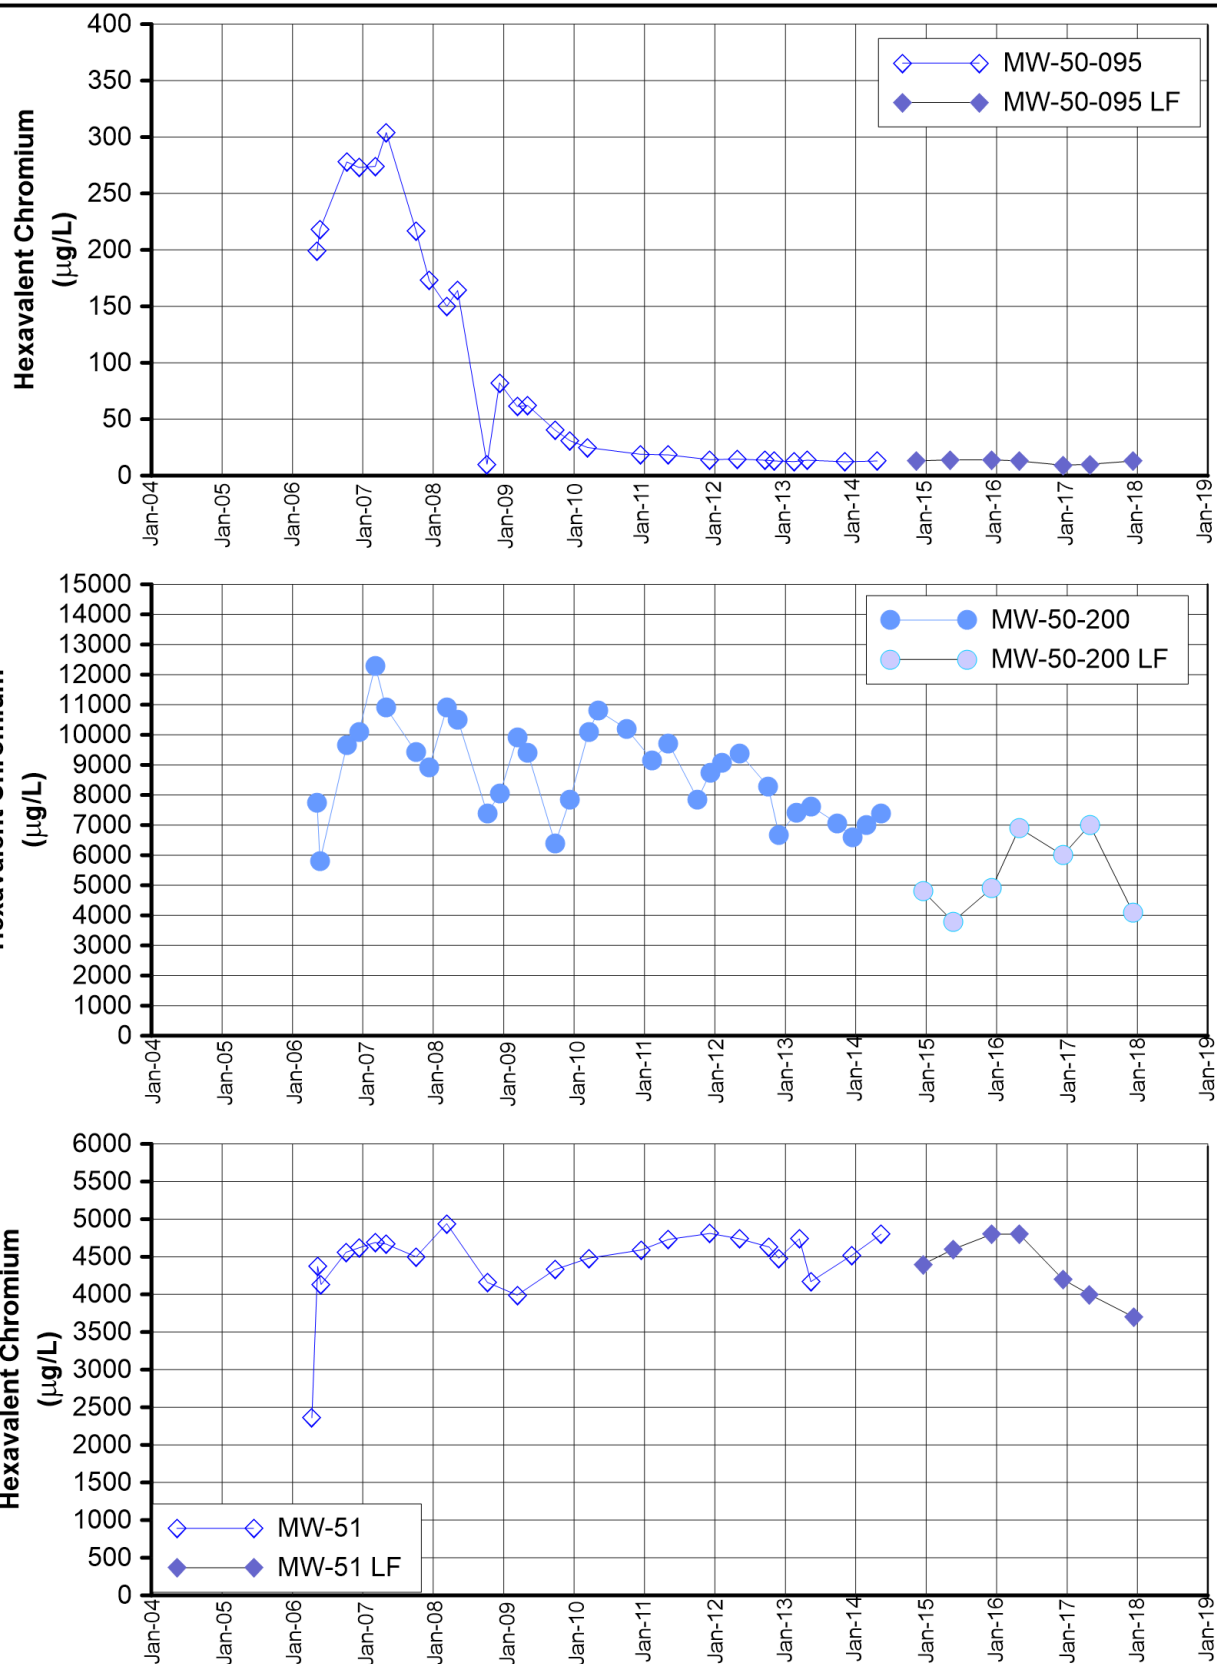 400
350
300
250
200
150
100
50
0
Hexavalent Chromium
(μg/L)
MW-50-095
MW-50-095 LF
Jan-04
Jan-05
Jan-06
Jan-07
Jan-08
Jan-09
Jan-10
Jan-11
Jan-12
Jan-13
Jan-14
Jan-15
Jan-16
Jan-17
Jan-18
Jan-19
15000
14000
13000
12000
11000
10000
9000
8000
7000
6000
5000
4000
3000
2000
1000
0
(μg/L)
MW-50-200
MW-50-200 LF
Jan-04
Jan-05
Jan-06
Jan-07
Jan-08
Jan-09
Jan-10
Jan-11
Jan-12
Jan-13
Jan-14
Jan-15
Jan-16
Jan-17
Jan-18
Jan-19
6000
5500
5000
4500
4000
3500
3000
2500
2000
1500
1000
500
0
Hexavalent Chromium
(μg/L)
MW-51
MW-51 LF
Jan-04
Jan-05
Jan-06
Jan-07
Jan-08
Jan-09
Jan-10
Jan-11
Jan-12
Jan-13
Jan-14
Jan-15
Jan-16
Jan-17
Jan-18
Jan-19